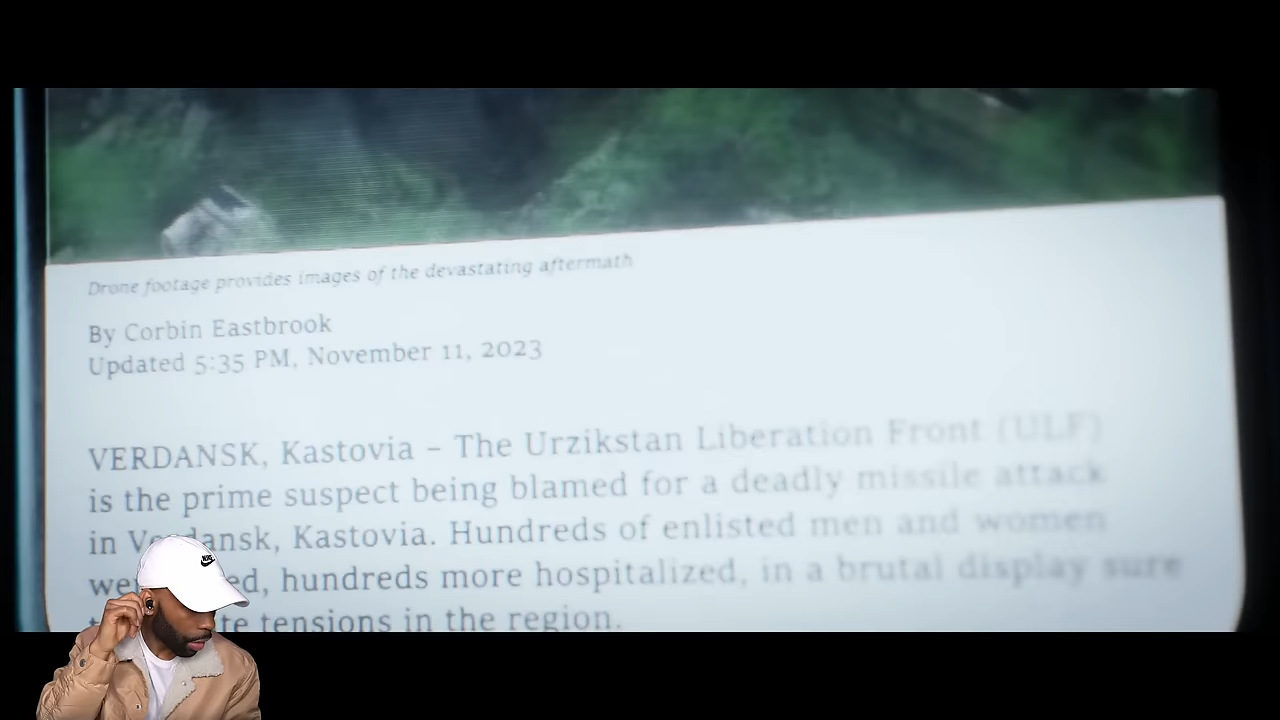 Drone footage provides images of the devastating aftermath
By Corbin Eastbrook
Updated 5:35 PM, November 11, 2023
VERDANSK, Kastovia – The Urzikstan Liberation Front (ULF)
is the prime suspect being blamed for a deadly missile attack
in Verdansk, Kastovia. Hundreds of enlisted men and women
hundreds more hospitalized, in a brutal display sure
tensions in the region.